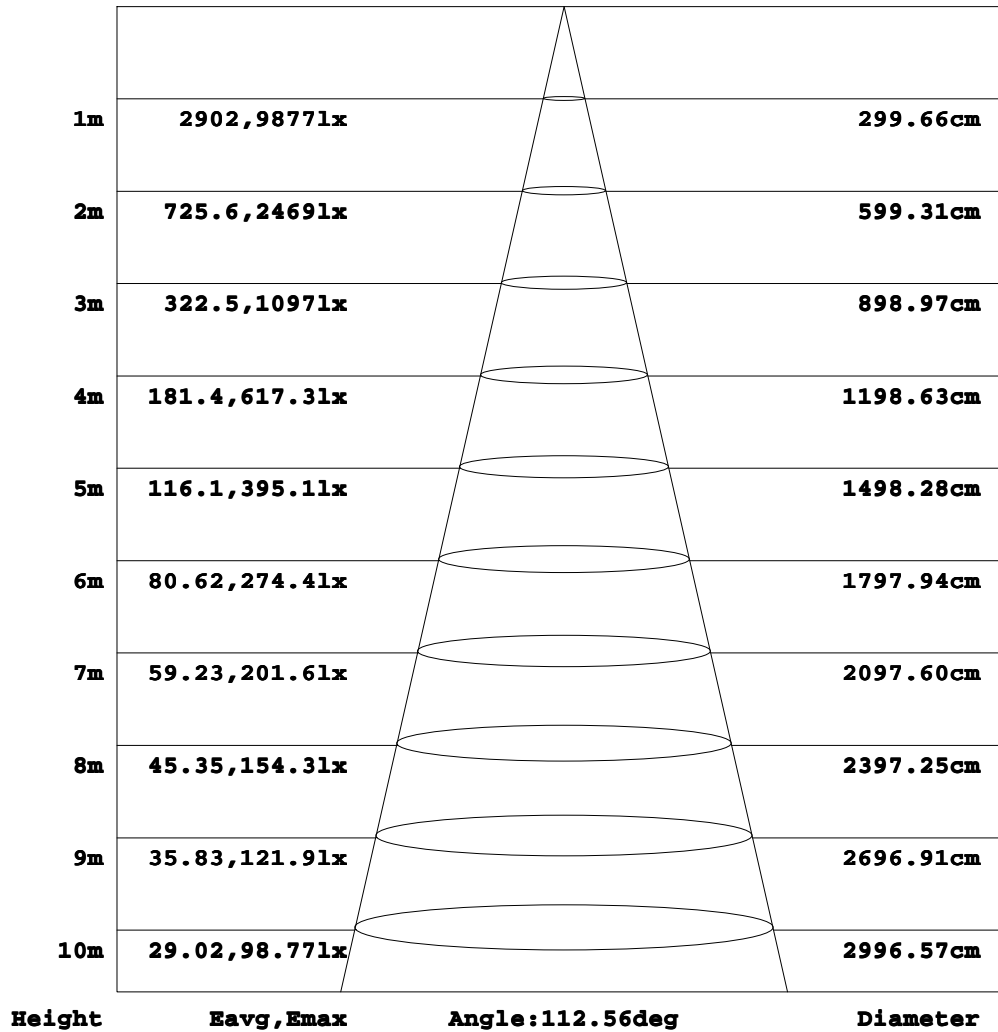 1m 2902,9877lx 299.66cm
2m 725.6,2469lx 599.31cm
3m 322.5,1097lx 898.97cm
4m 181.4,617.3lx 1198.63cm
5m 116.1,395.1lx 1498.28cm
6m 80.62,274.4lx 1797.94cm
7m 59.23,201.6lx 2097.60cm
8m 45.35,154.3lx 2397.25cm
9m 35.83,121.9lx 2696.91cm
10m 29.02,98.77lx 2996.57cm
Height Eavg,Emax Angle:112.56deg Diameter